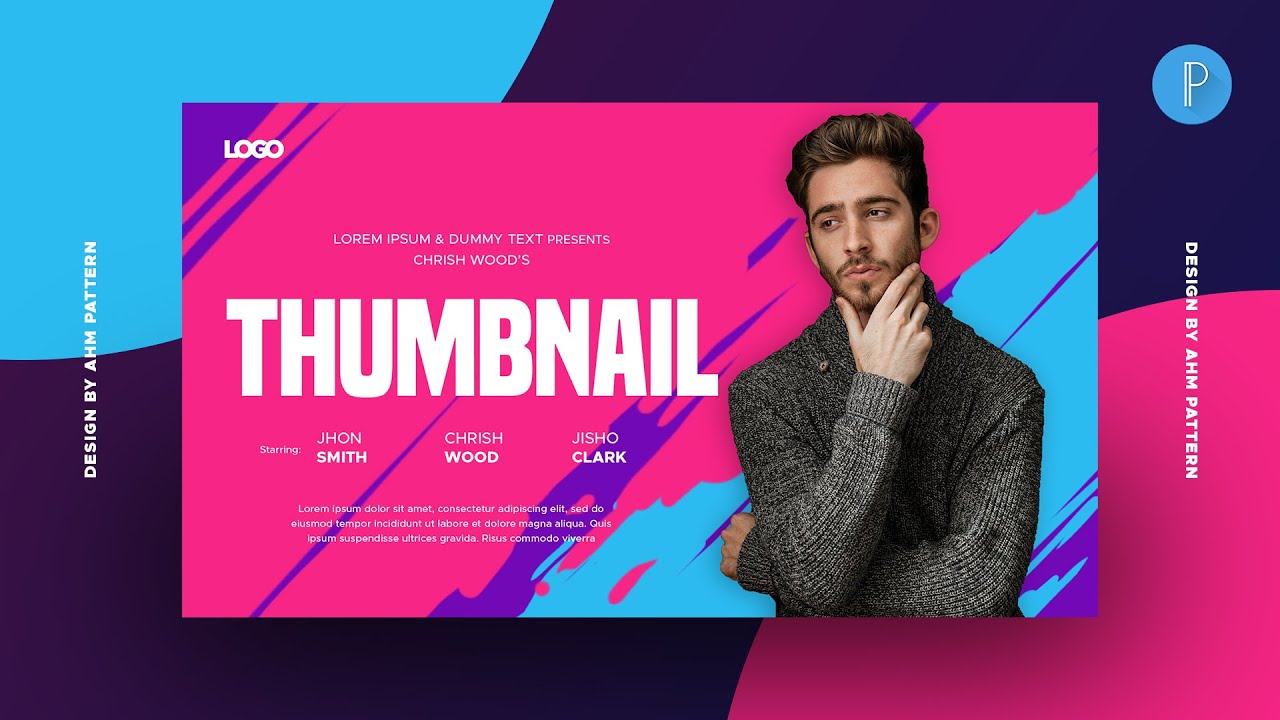 LOGO
LOREM IPSUM & DUMMY TEXT PRESENTS
CHRISH WOOD'S
THUMBNAIL
Starring:
JHON
SMITH
CHRISH
WOOD
JISHO
CLARK
Lorem ipsum dolor sit amet, consectetur adipiscing elit, sed do
eiusmod tempor incididunt ut labore et dolore magna aliqua. Quis
ipsum suspendisse ultrices gravida. Risus commodo viverra
DESIGN BY AHM PATTERN
DESIGN BY AHM PATTERN
P